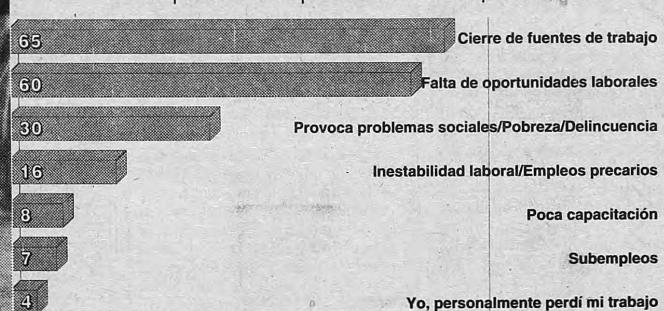 65 Cierre de fuentes de trabajo
60 Falta de oportunidades laborales
30 Provoca problemas sociales/Pobreza/Delincuencia
16 Inestabilidad laboral/Empleos precarios
8 Poca capacitación
7 Subempleos
4 Yo, personalmente perdí mi trabajo